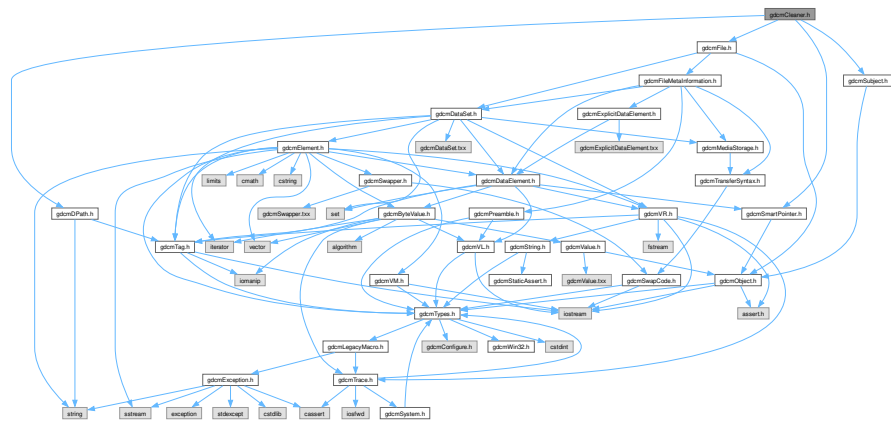 gdcmCleaner.h
gdcmFile.h
gdcmFileMetaInformation.h
gdcmSubject.h
gdcmDataSet.h
gdcmExplicitDataElement.h
gdcmElement.h
gdcmDataSet.txx
gdcmExplicitDataElement.txx
gdcmMediaStorage.h
limits
cmath
cstring
gdcmSwapper.h
gdcmDataElement.h
gdcmTransferSyntax.h
gdcmDPath.h
gdcmSwapper.txx
set
gdcmByteValue.h
gdcmPreamble.h
gdcmVR.h
gdcmSmartPointer.h
gdcmTag.h
iterator
vector
algorithm
gdcmVL.h
gdcmString.h
gdcmValue.h
fstream
iomanip
gdcmVM.h
gdcmStaticAssert.h
gdcmValue.txx
gdcmSwapCode.h
gdcmObject.h
gdcmTypes.h
iostream
assert.h
gdcmLegacyMacro.h
gdcmConfigure.h
gdcmWin32.h
cstdint
gdcmException.h
gdcmTrace.h
string
sstream
exception
stdexcept
cstdlib
cassert
iosfwd
gdcmSystem.h